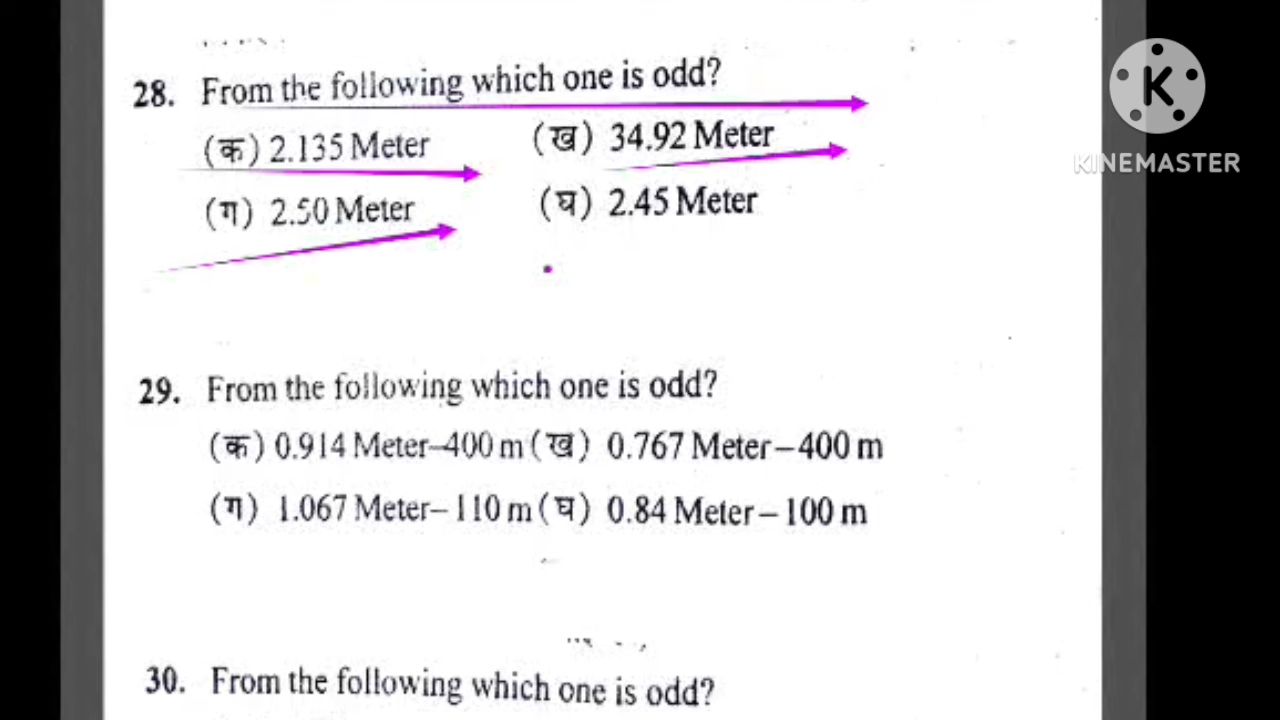 28. From the following which one is odd?
(क) 2.135 Meter (ख) 34.92 Meter
(ग) 2.50 Meter (घ) 2.45 Meter
K
KINEMASTER
29. From the following which one is odd?
(क) 0.914 Meter–400 m (ख) 0.767 Meter – 400 m
(ग) 1.067 Meter – 110 m (घ) 0.84 Meter – 100 m
30. From the following which one is odd?